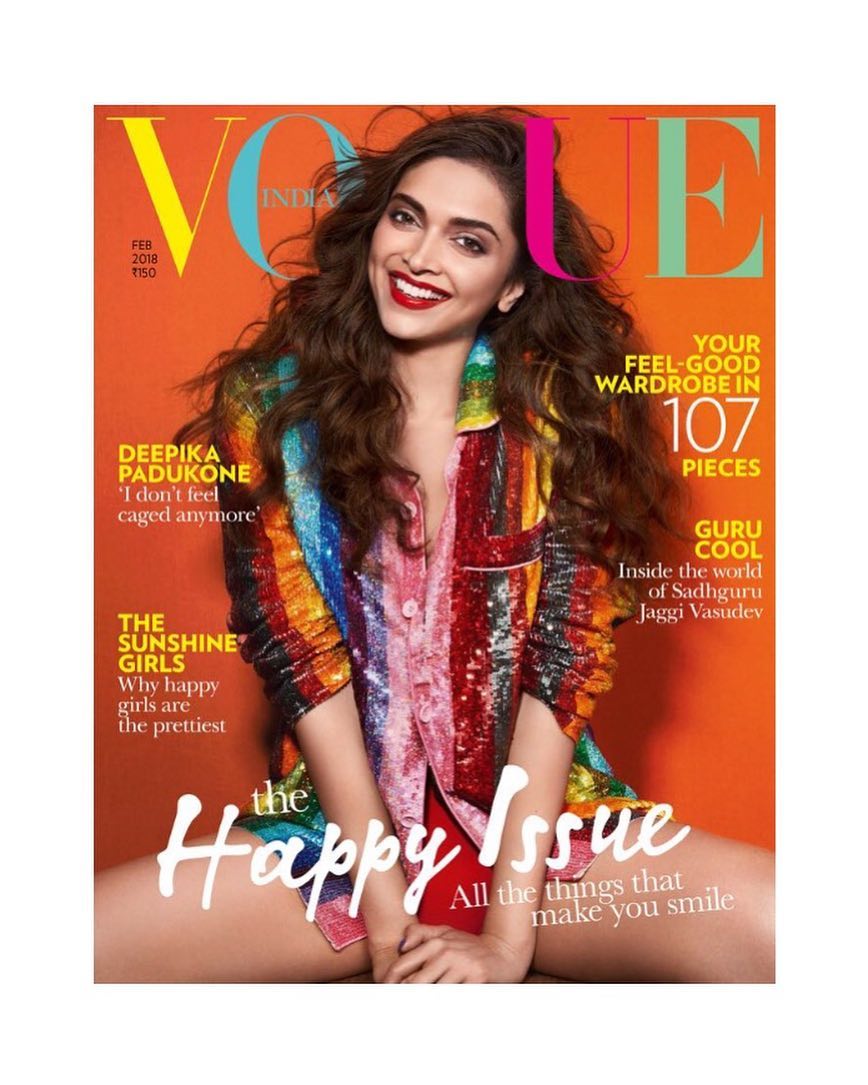 VOGUE
INDIA
FEB
2018
₹150
YOUR
FEEL-GOOD
WARDROBE IN
107
PIECES
DEEPIKA
PADUKONE
‘I don’t feel
caged anymore’
GURU
COOL
Inside the world
of Sadhguru
Jaggi Vasudev
THE
SUNSHINE
GIRLS
Why happy
girls are
the prettiest
the
Happy Issue
All the things that
make you smile